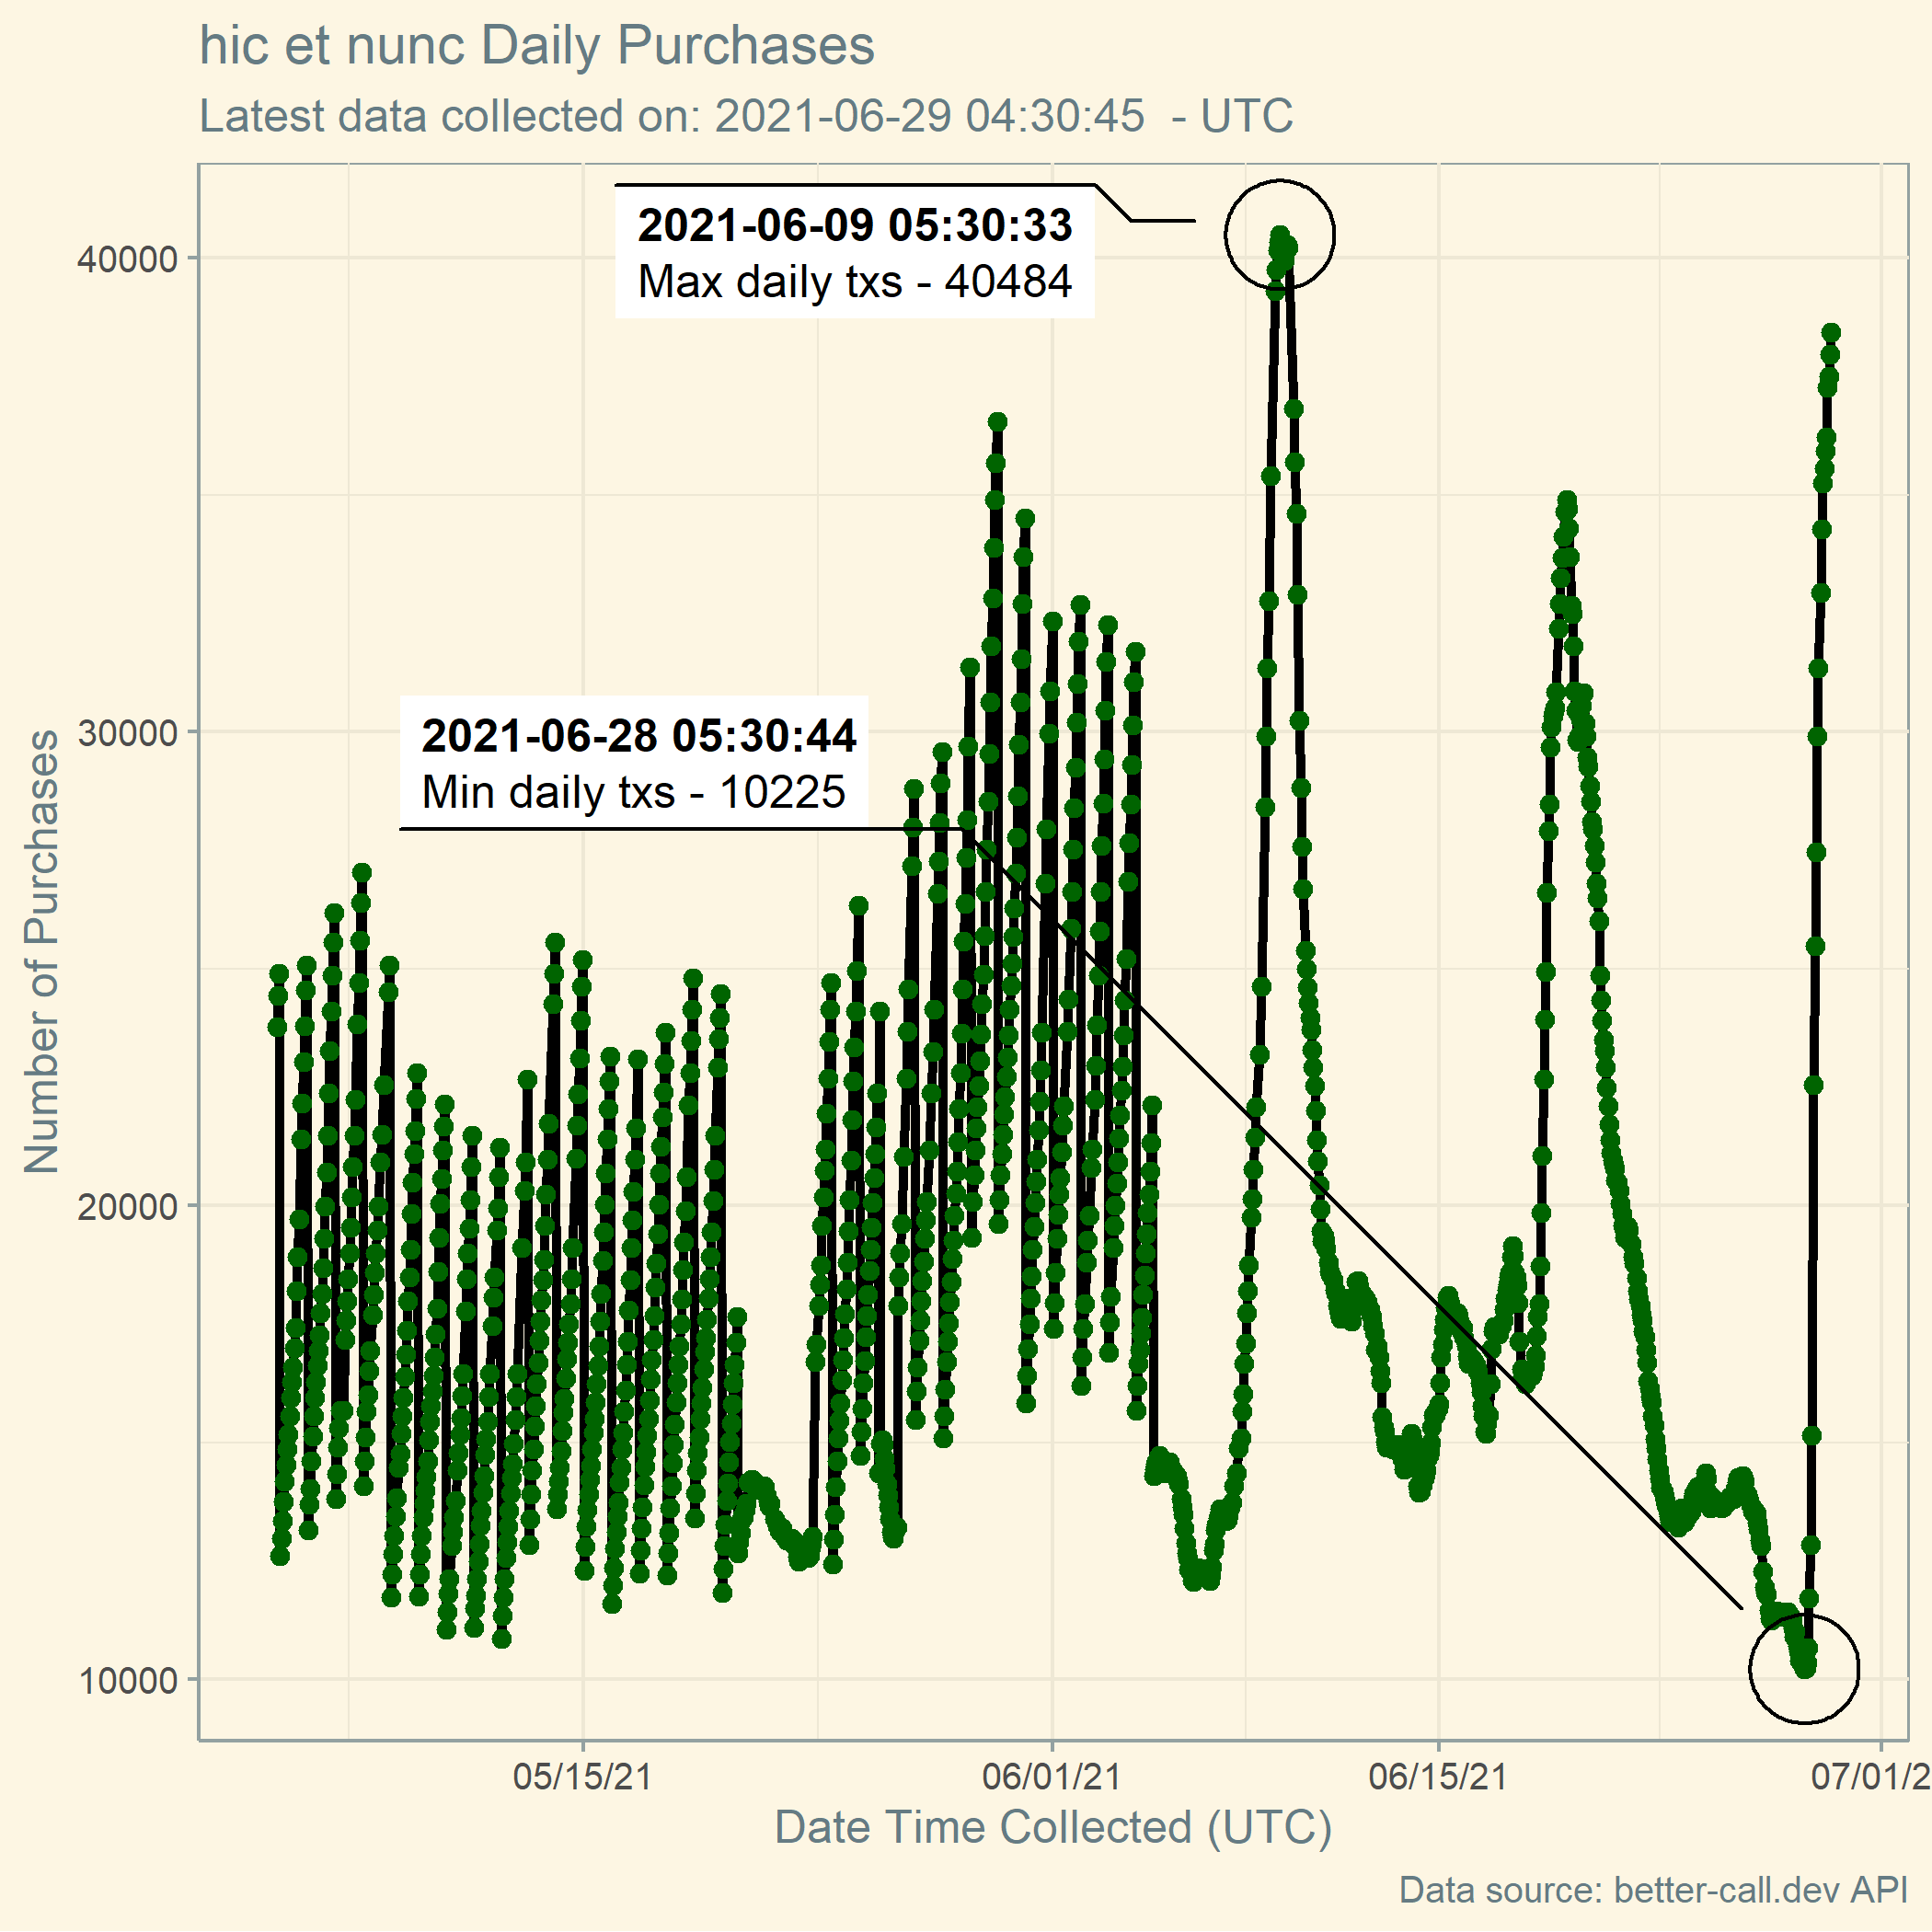 hic et nunc Daily Purchases
Latest data collected on: 2021-06-29 04:30:45 - UTC
2021-06-09 05:30:33
Max daily txs - 40484
2021-06-28 05:30:44
Min daily txs - 10225
Number of Purchases
40000
30000
20000
10000
05/15/21 06/01/21 06/15/21 07/01/2
Date Time Collected (UTC)
Data source: better-call.dev API